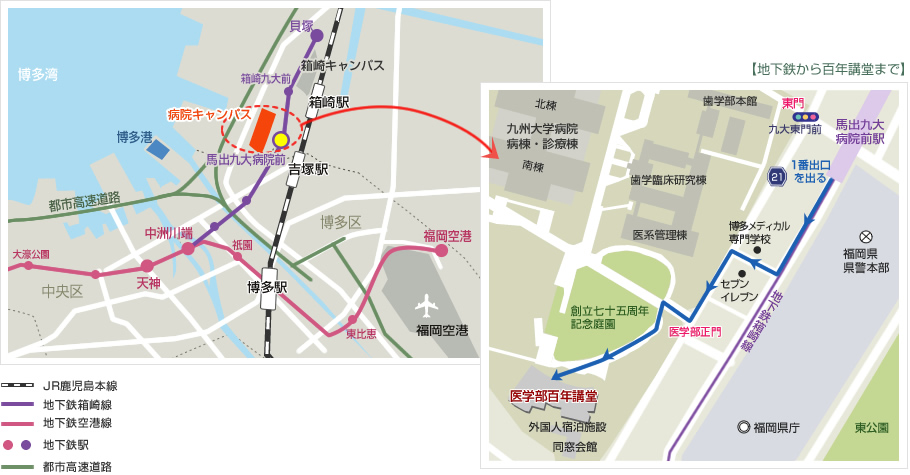 貝塚
箱崎キャンパス
博多湾
箱崎九大前
箱崎駅
病院キャンパス
博多港
馬出九大病院前
吉塚駅
都市高速道路
博多区
中洲川端
祇園
福岡空港
大濠公園
天神
中央区
博多駅
東比恵
福岡空港
JR鹿児島本線
地下鉄箱崎線
地下鉄空港線
地下鉄駅
都市高速道路
【地下鉄から百年講堂まで】
北棟
九州大学病院
病棟・診療棟
南棟
歯学部本館
東門
九大東門前
馬出九大
病院前駅
21
1番出口
を出る
歯学臨床研究棟
医系管理棟
博多メディカル
専門学校
セブン
イレブン
福岡県
県警本部
創立七十五周年
記念庭園
医学部正門
地下鉄箱崎線
医学部百年講堂
外国人宿泊施設
同窓会館
福岡県庁
東公園